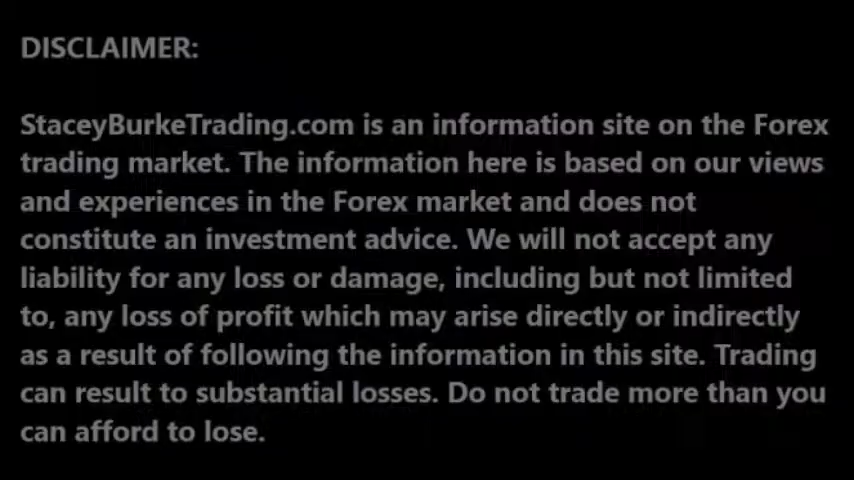 DISCLAIMER:
StaceyBurkeTrading.com is an information site on the Forex
trading market. The information here is based on our views
and experiences in the Forex market and does not
constitute an investment advice. We will not accept any
liability for any loss or damage, including but not limited
to, any loss of profit which may arise directly or indirectly
as a result of following the information in this site. Trading
can result to substantial losses. Do not trade more than you
can afford to lose.